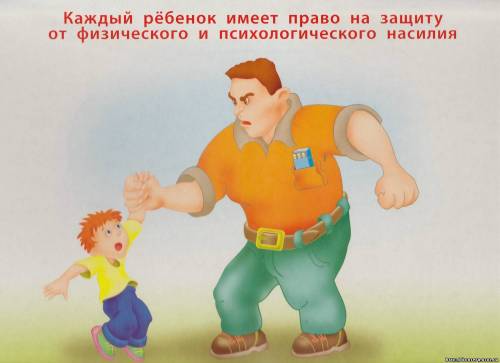 Каждый рёбенок имеет право на защиту
от физического и психологического насилия